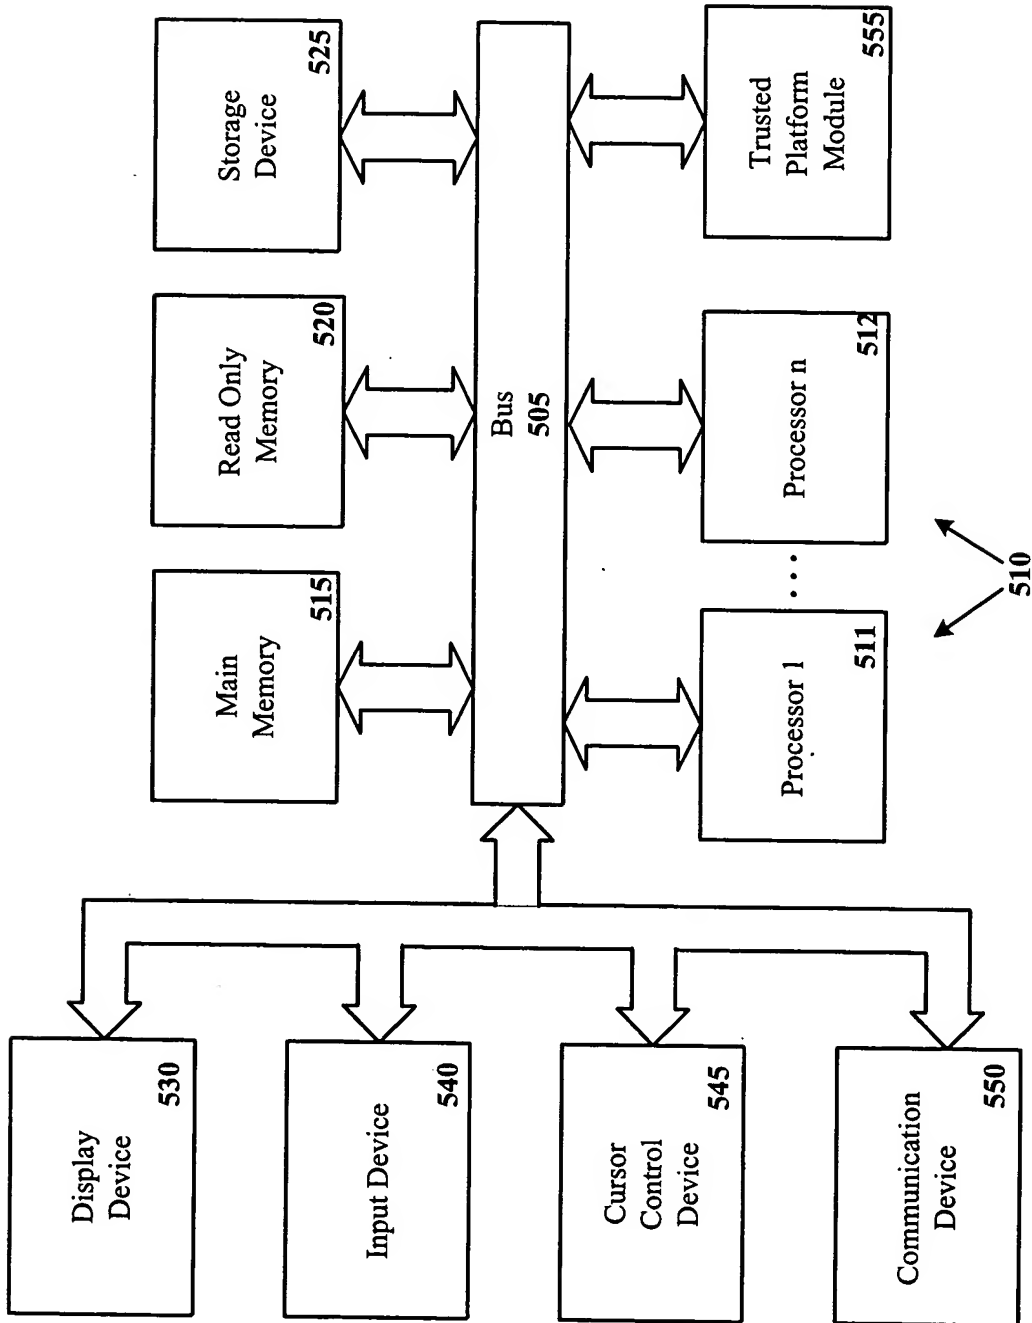 Display
Device
530
Input Device
540
Cursor
Control
Device
545
Communication
Device
550
Main
Memory
515
Read Only
Memory
520
Storage
Device
525
Bus
505
Processor 1
511
. . . .
Processor n
512
Trusted
Platform
Module
555
510